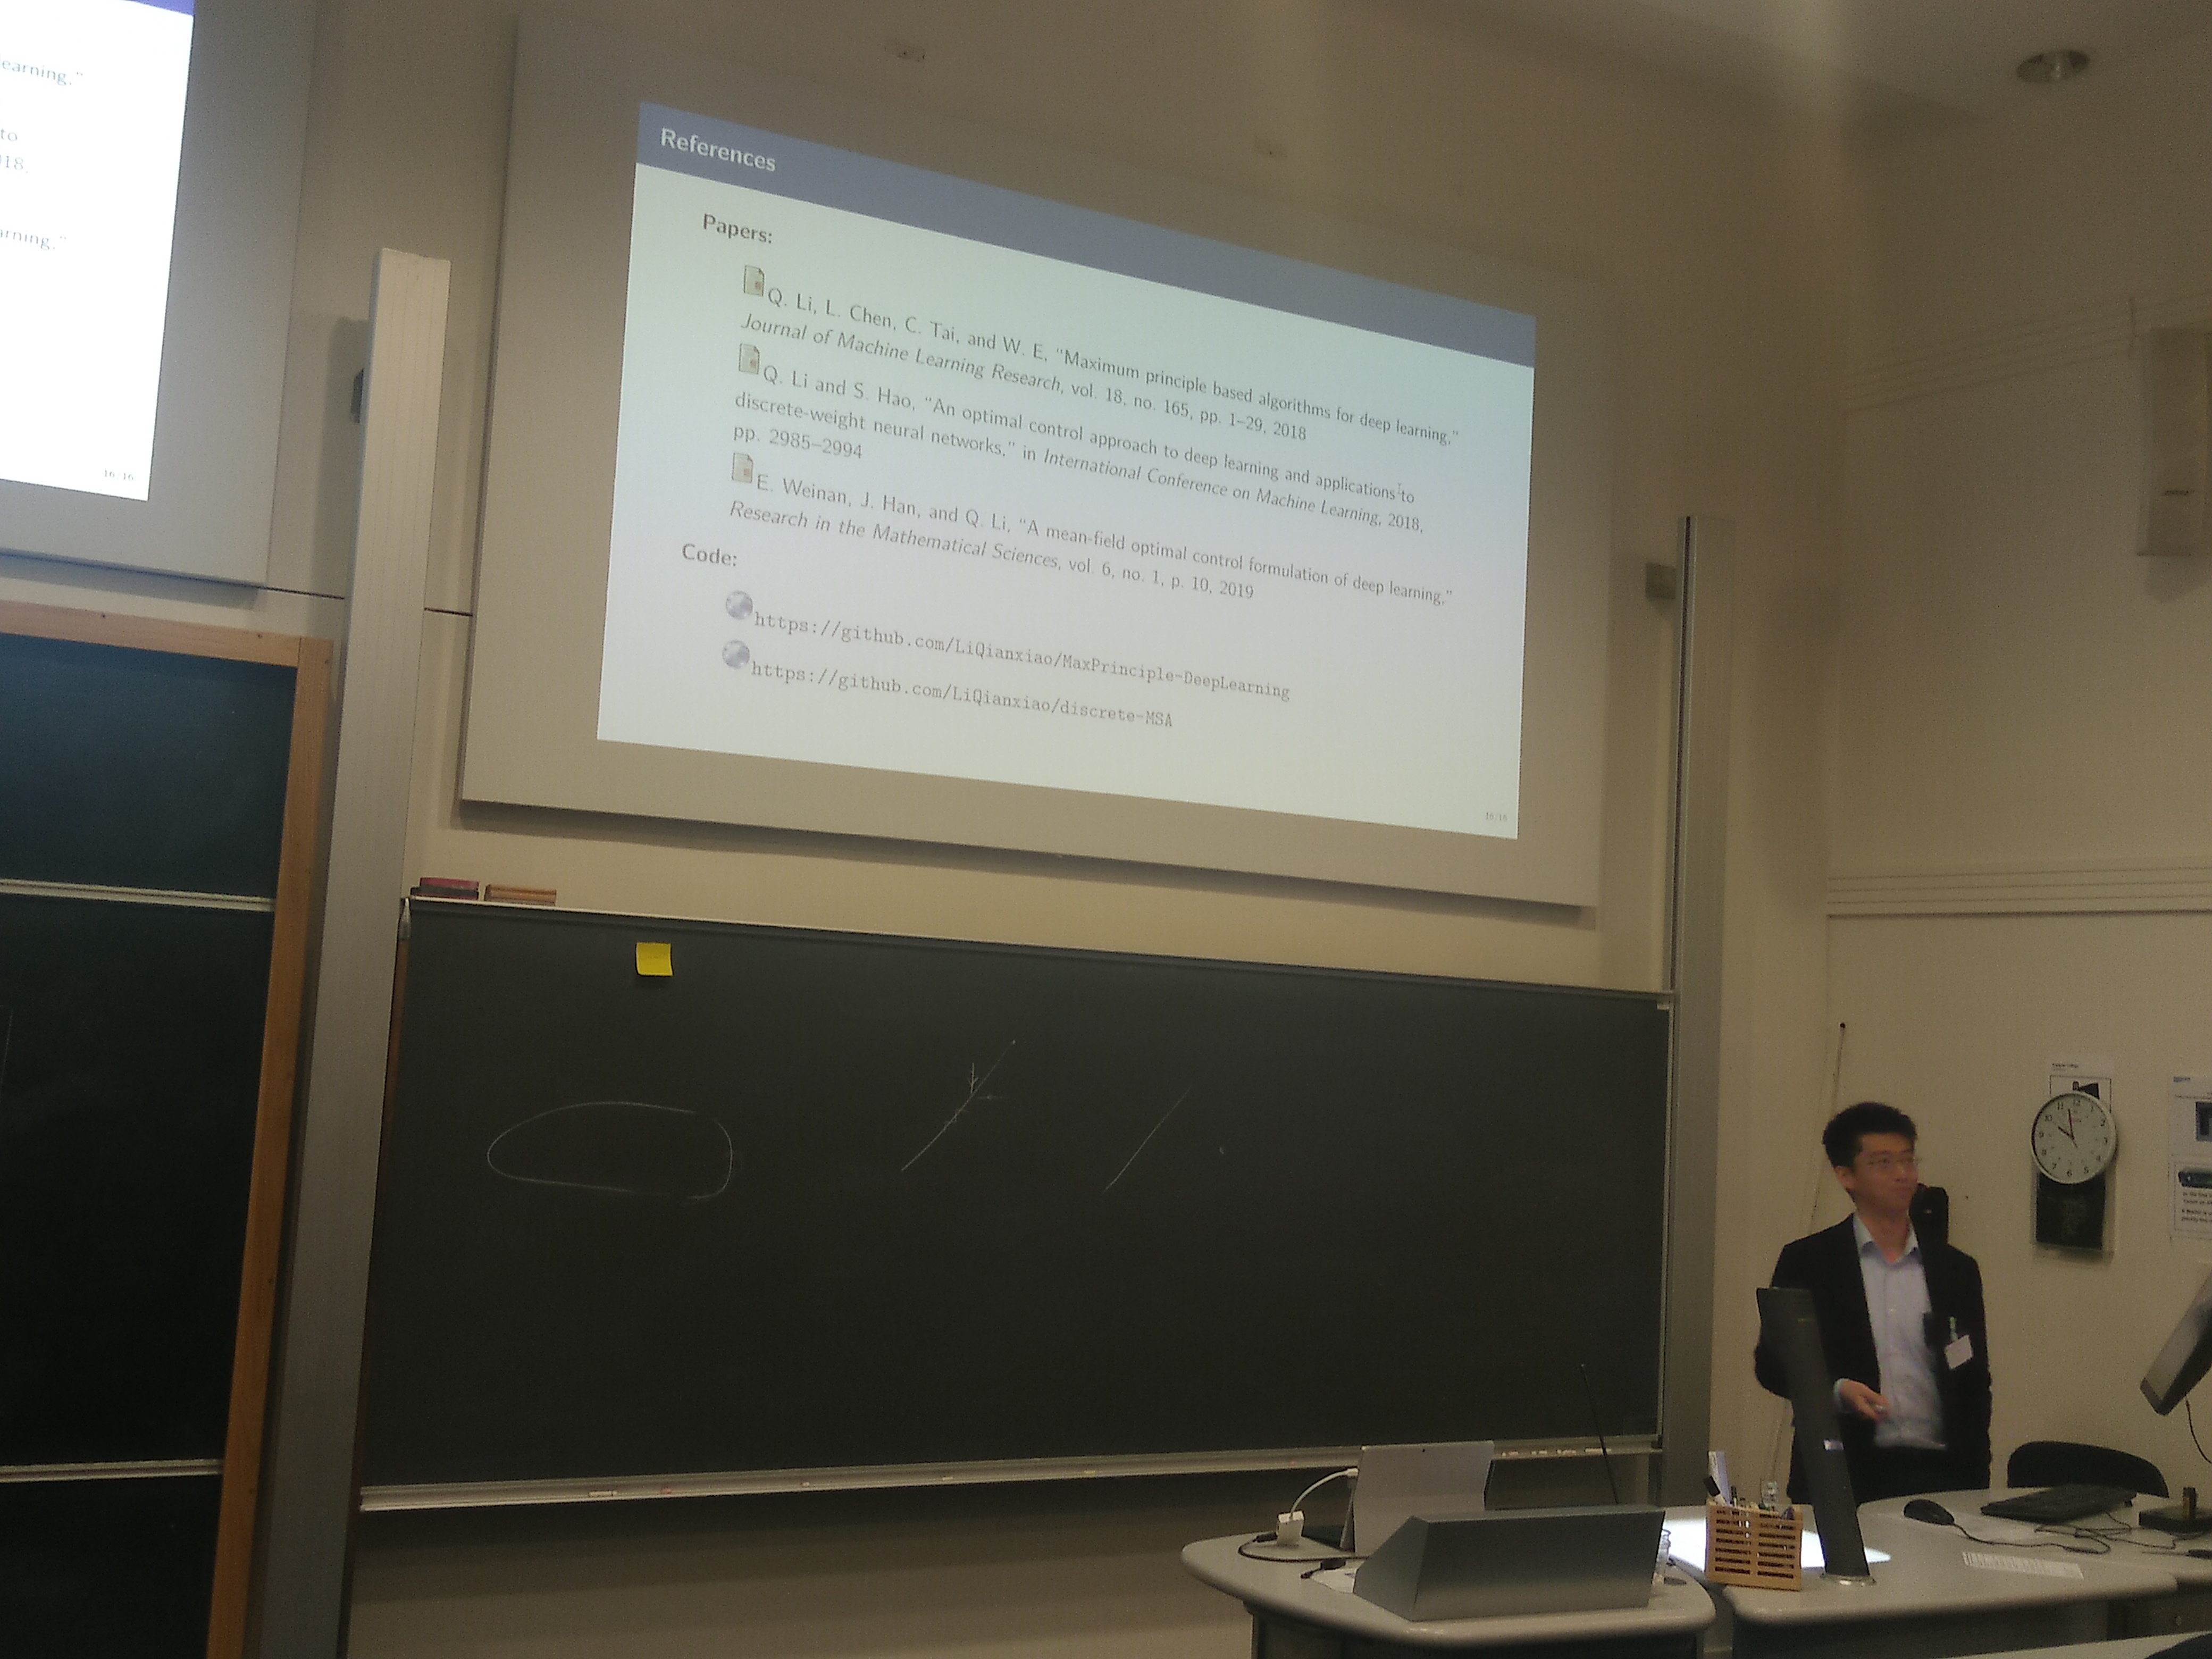 earning,"
to
18.
arning,"
16/16
References
Papers:
Q. Li, L. Chen, C. Tai, and W. E, "Maximum principle based algorithms for deep learning,"
Journal of Machine Learning Research, vol. 18, no. 165, pp. 1–29, 2018
Q. Li and S. Hao, "An optimal control approach to deep learning and applications to
discrete-weight neural networks," in International Conference on Machine Learning, 2018,
pp. 2985–2994
E. Weinan, J. Han, and Q. Li, "A mean-field optimal control formulation of deep learning,"
Research in the Mathematical Sciences, vol. 6, no. 1, p. 10, 2019
Code:
https://github.com/LiQianxiao/MaxPrinciple-DeepLearning
https://github.com/LiQianxiao/discrete-MSA
16/16